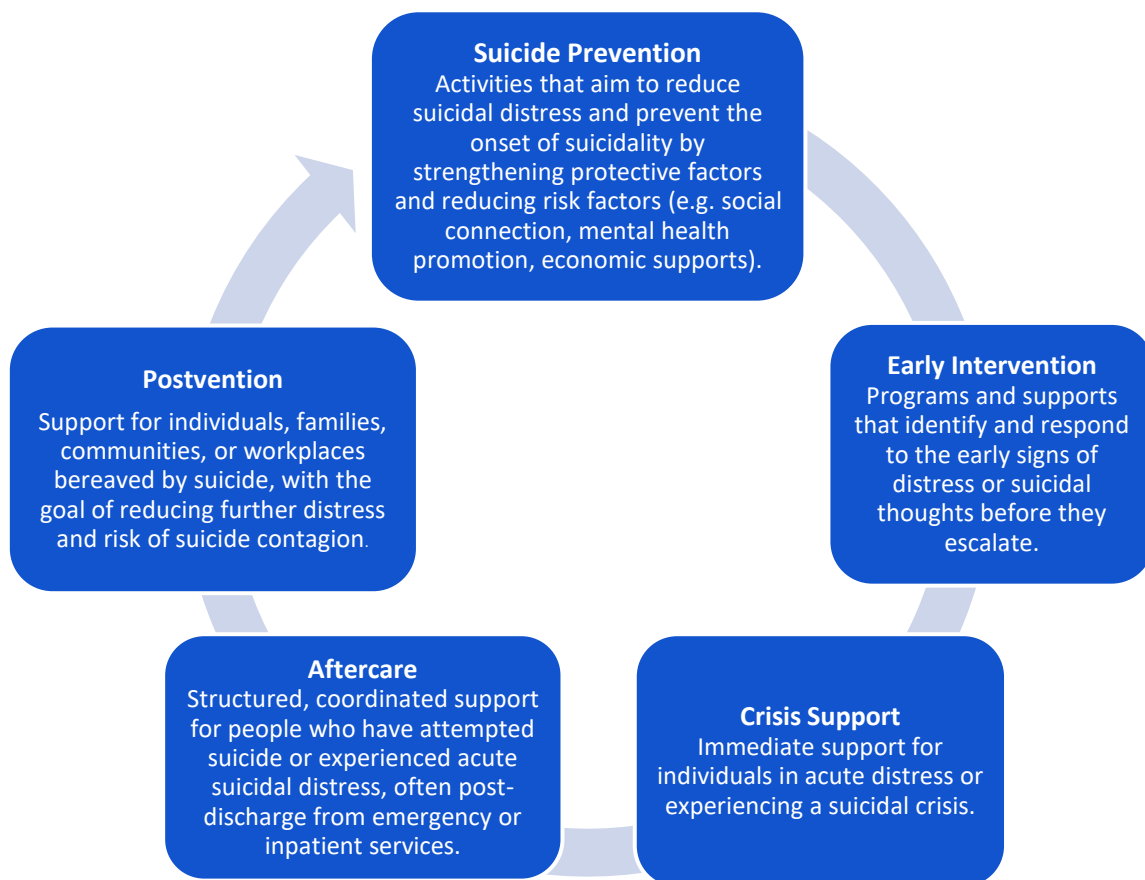 Suicide Prevention
Activities that aim to reduce
suicidal distress and prevent the
onset of suicidality by
strengthening protective factors
and reducing risk factors (e.g. social
connection, mental health
promotion, economic supports).
Early Intervention
Programs and supports
that identify and respond
to the early signs of
distress or suicidal
thoughts before they
escalate.
Crisis Support
Immediate support for
individuals in acute distress or
experiencing a suicidal crisis.
Aftercare
Structured, coordinated support
for people who have attempted
suicide or experienced acute
suicidal distress, often post-
discharge from emergency or
inpatient services.
Postvention
Support for individuals, families,
communities, or workplaces
bereaved by suicide, with the
goal of reducing further distress
and risk of suicide contagion.